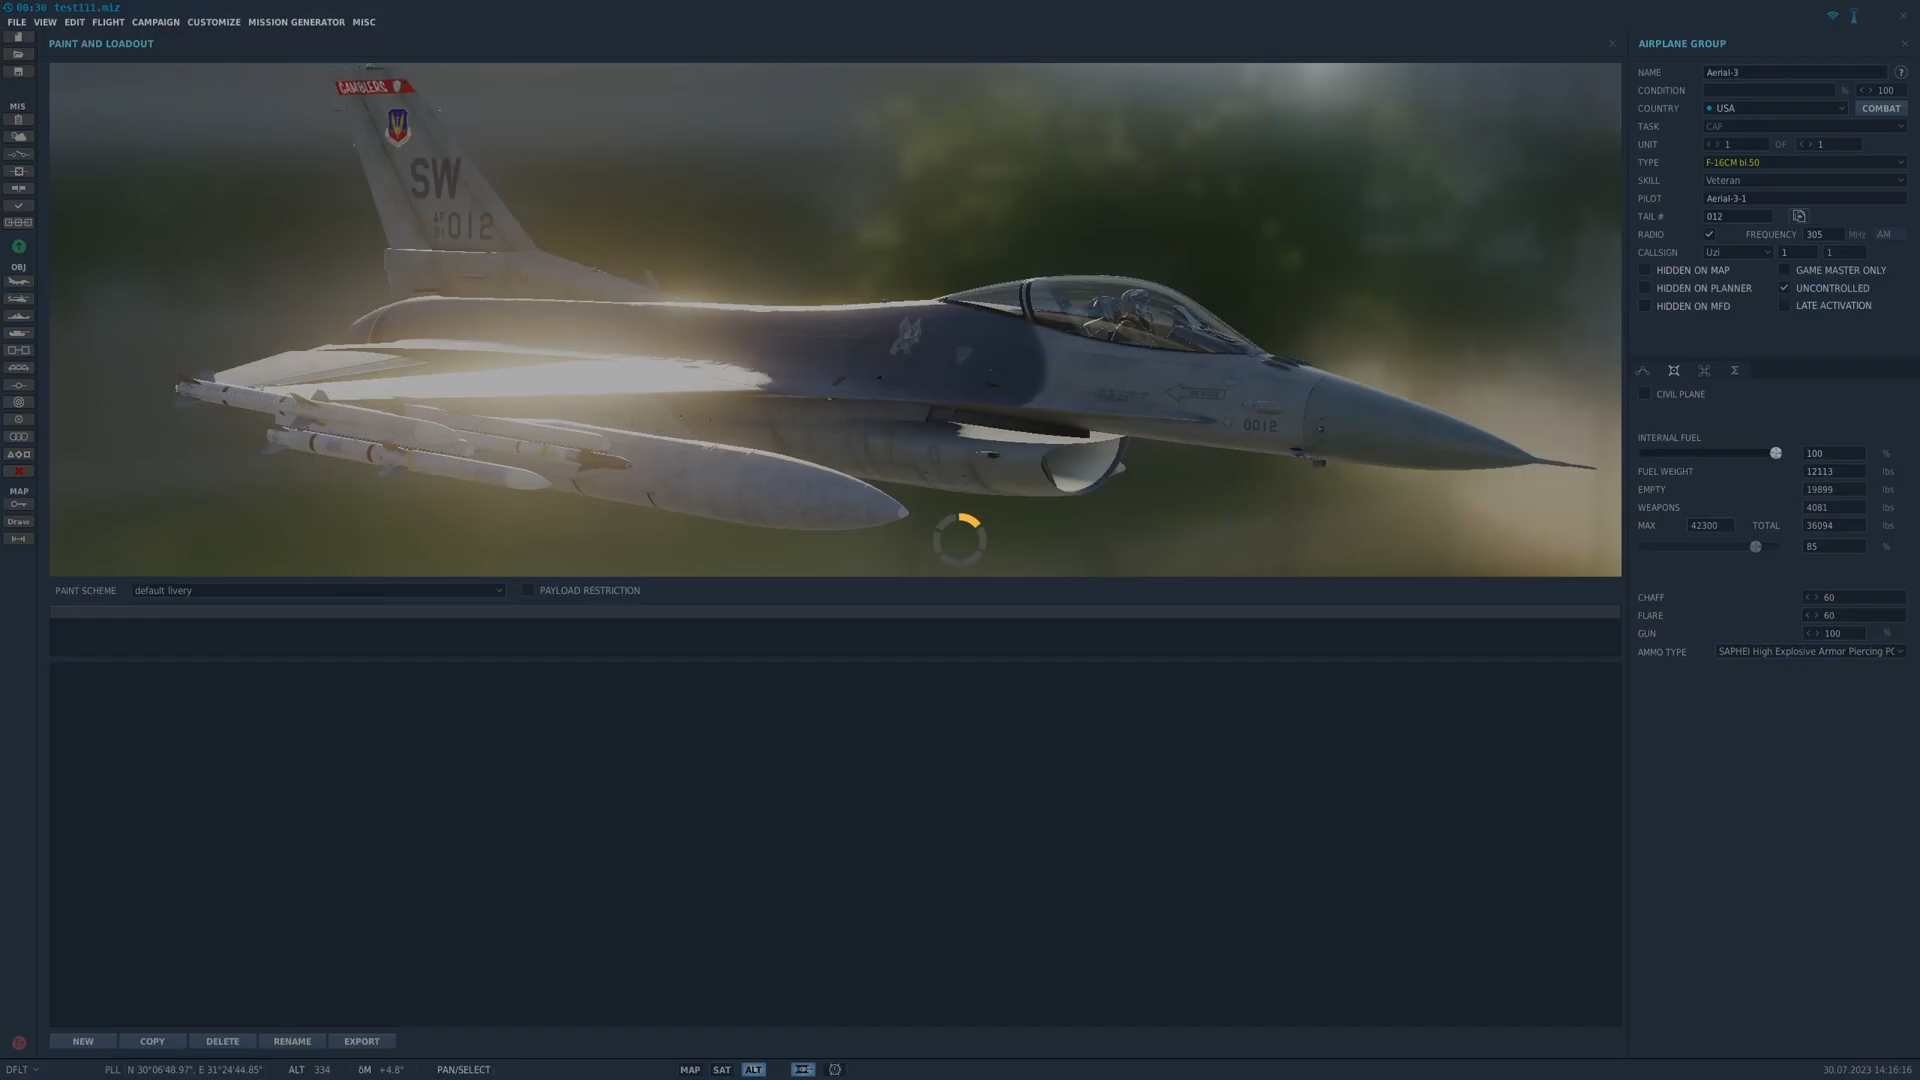 00:30 test111.miz
FILE VIEW EDIT FLIGHT CAMPAIGN CUSTOMIZE MISSION GENERATOR MISC
PAINT AND LOADOUT
GAMBLERS
SW
AF
91 012
0012
MIS
OBJ
MAP
Draw
PAINT SCHEME default livery PAYLOAD RESTRICTION
NEW COPY DELETE RENAME EXPORT
AIRPLANE GROUP
NAME Aerial-3 ?
CONDITION % < > 100
COUNTRY USA COMBAT
TASK CAP
UNIT < > 1 OF < > 1
TYPE F-16CM bl.50
SKILL Veteran
PILOT Aerial-3-1
TAIL # 012
RADIO FREQUENCY 305 MHz AM
CALLSIGN Uzi 1 1
HIDDEN ON MAP GAME MASTER ONLY
HIDDEN ON PLANNER UNCONTROLLED
HIDDEN ON MFD LATE ACTIVATION
CIVIL PLANE
INTERNAL FUEL
100 %
FUEL WEIGHT 12113 lbs
EMPTY 19899 lbs
WEAPONS 4081 lbs
MAX 42300 TOTAL 36094 lbs
85 %
CHAFF < > 60
FLARE < > 60
GUN < > 100 %
AMMO TYPE SAPHEI High Explosive Armor Piercing PG
DFLT PLL N 30°06'48.97", E 31°24'44.85" ALT 334 δM +4.8° PAN/SELECT MAP SAT ALT 30.07.2023 14:16:16